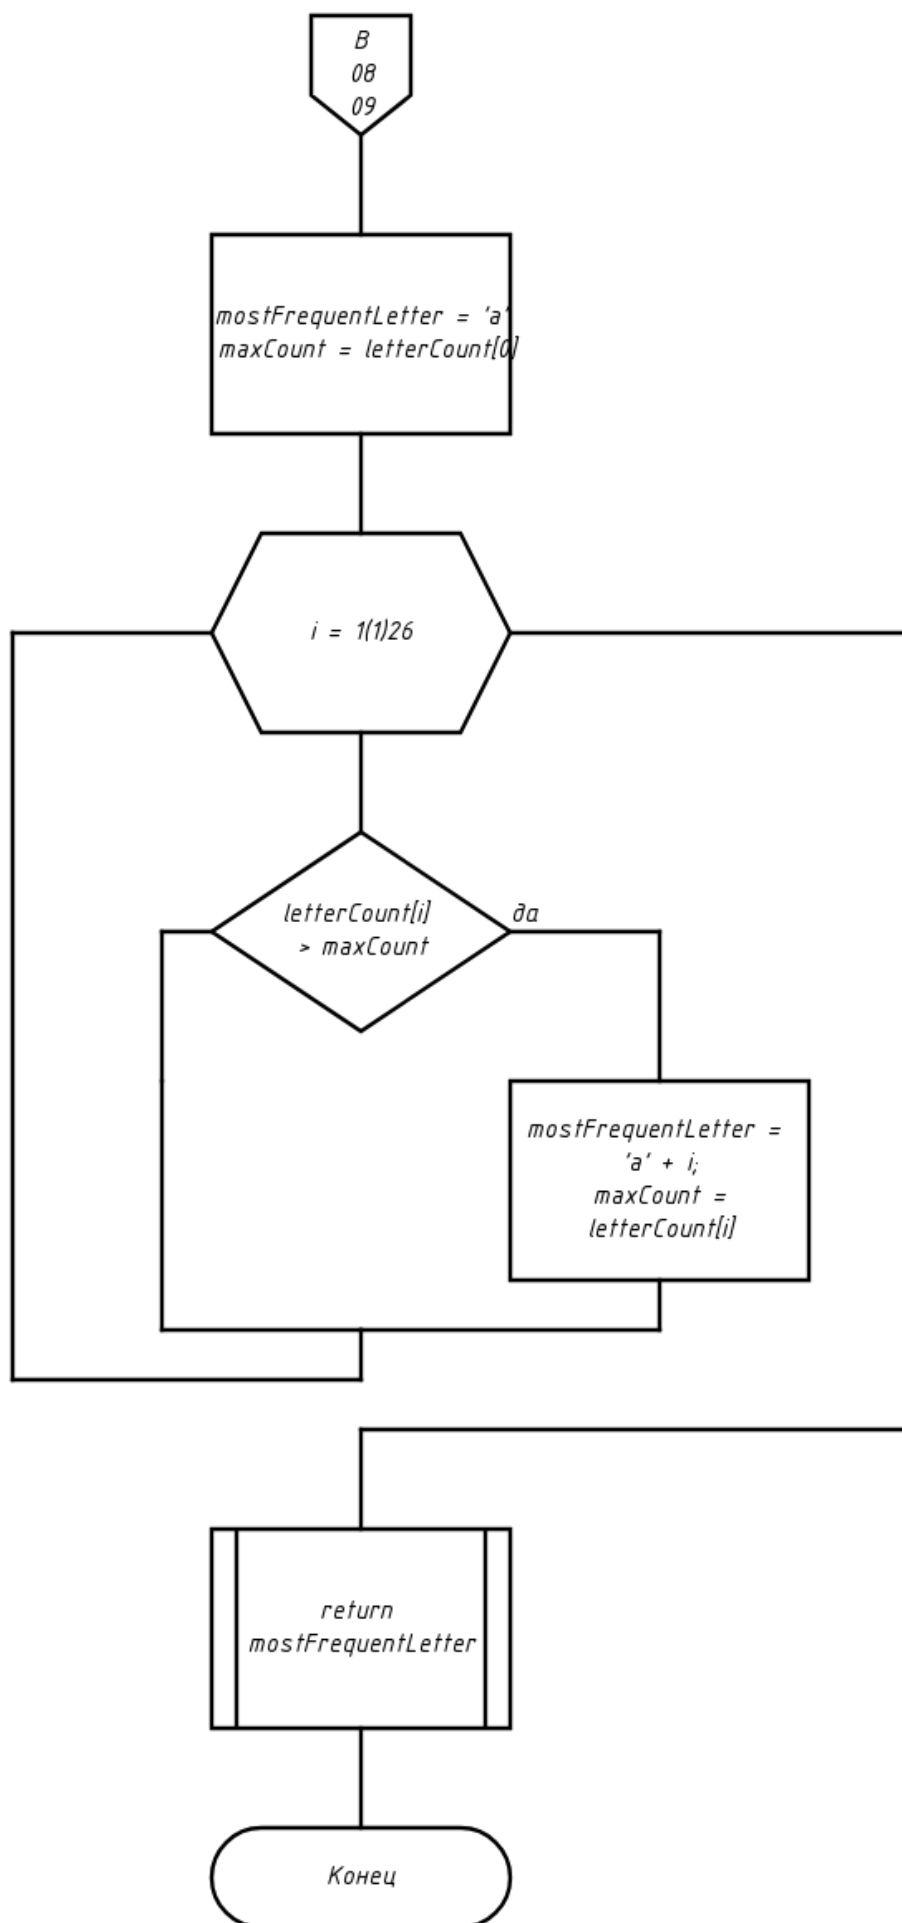 В
08
09
mostFrequentLetter = 'a'
maxCount = letterCount[0]
i = 1(1)26
letterCount[i]
> maxCount
да
mostFrequentLetter =
'a' + i;
maxCount =
letterCount[i]
return
mostFrequentLetter
Конец